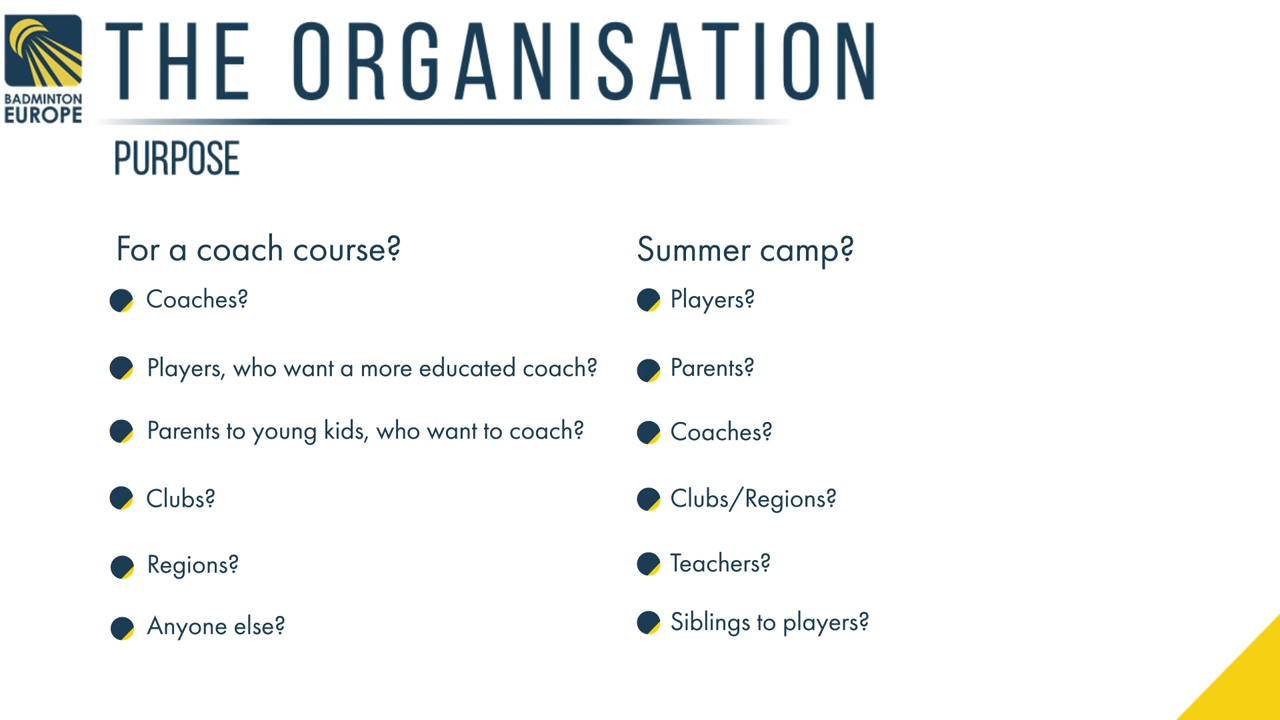 THE ORGANISATION
BADMINTON
EUROPE
PURPOSE
For a coach course?
Coaches?
Players, who want a more educated coach?
Parents to young kids, who want to coach?
Clubs?
Regions?
Anyone else?
Summer camp?
Players?
Parents?
Coaches?
Clubs/Regions?
Teachers?
Siblings to players?